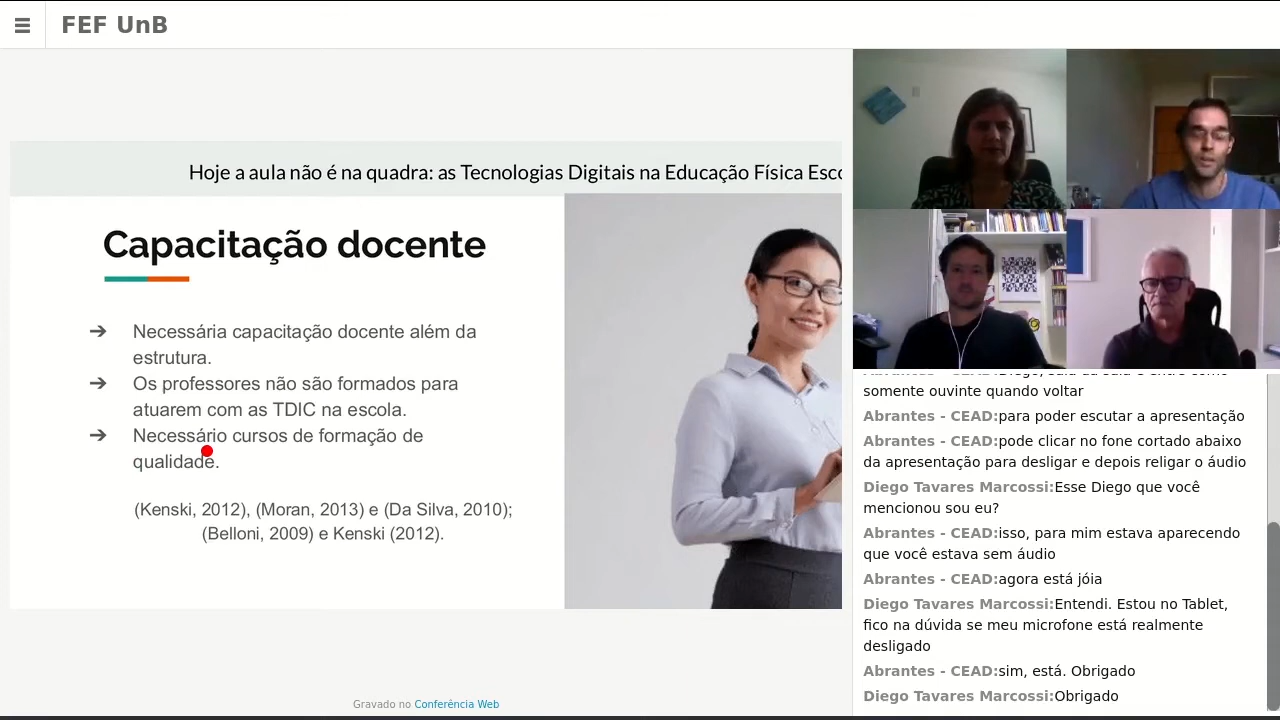 FEF UnB
Hoje a aula não é na quadra: as Tecnologias Digitais na Educação Física Esco
Capacitação docente
➔ Necessária capacitação docente além da
estrutura.
➔ Os professores não são formados para
atuarem com as TDIC na escola.
➔ Necessário cursos de formação de
qualidade.
(Kenski, 2012), (Moran, 2013) e (Da Silva, 2010);
(Belloni, 2009) e Kenski (2012).
Gravado no Conferência Web
somente ouvinte quando voltar
Abrantes - CEAD:para poder escutar a apresentação
Abrantes - CEAD:pode clicar no fone cortado abaixo
da apresentação para desligar e depois religar o áudio
Diego Tavares Marcossi:Esse Diego que você
mencionou sou eu?
Abrantes - CEAD:isso, para mim estava aparecendo
que você estava sem áudio
Abrantes - CEAD:agora está jóia
Diego Tavares Marcossi:Entendi. Estou no Tablet,
fico na dúvida se meu microfone está realmente
desligado
Abrantes - CEAD:sim, está. Obrigado
Diego Tavares Marcossi:Obrigado